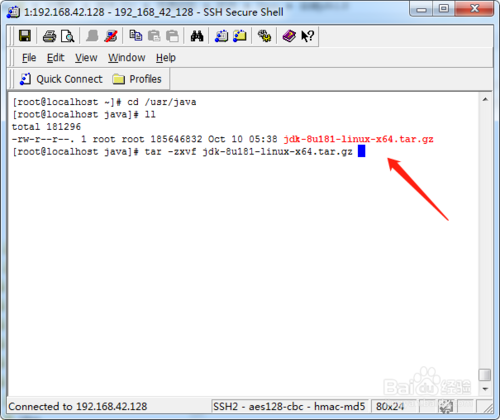 1:192.168.42.128 - 192_168_42_128 - SSH Secure Shell
File Edit View Window Help
Quick Connect Profiles
[root@localhost ~]# cd /usr/java
[root@localhost java]# ll
total 181296
-rw-r--r--. 1 root root 185646832 Oct 10 05:38 jdk-8u181-linux-x64.tar.gz
[root@localhost java]# tar -zxvf jdk-8u181-linux-x64.tar.gz
Baidu 经验
Connected to 192.168.42.128 SSH2 - aes128-cbc - hmac-md5 80x24